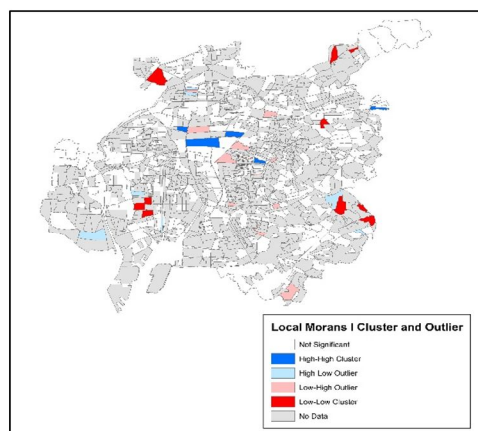 Local Morans I Cluster and Outlier
Not Significant
High-High Cluster
High Low Outlier
Low-High Outlier
Low-Low Cluster
No Data